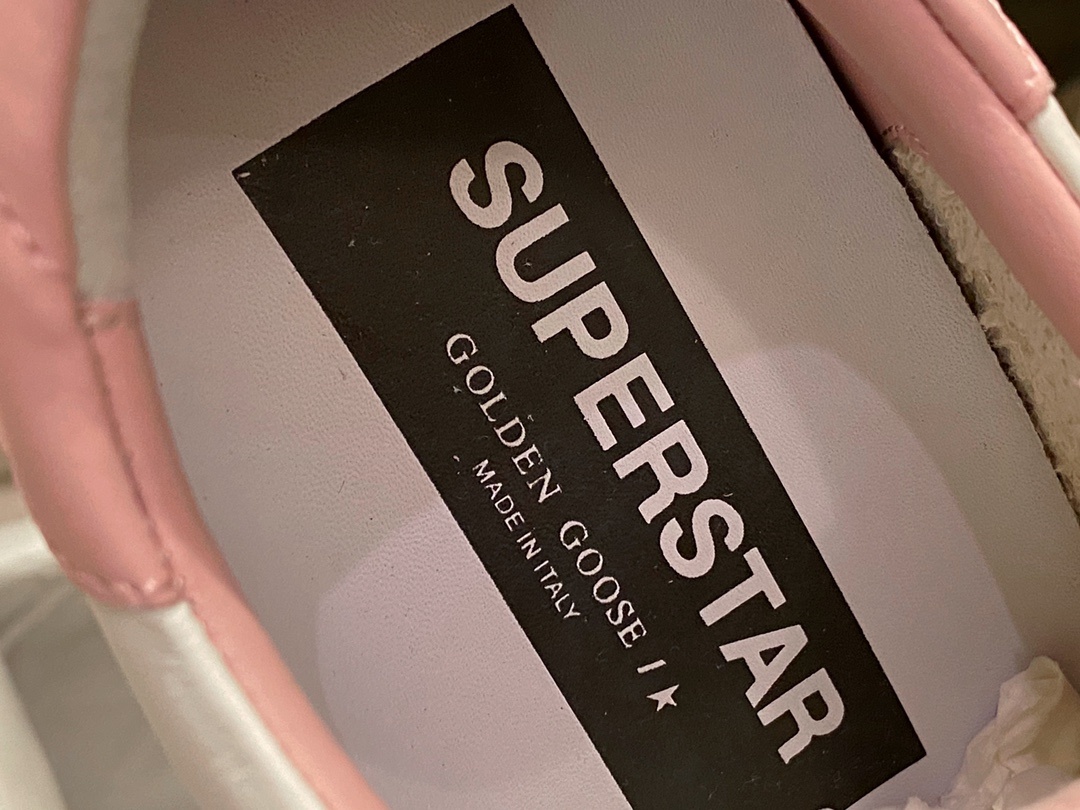 SUPERSTAR
GOLDEN GOOSE / ★
MADE IN ITALY